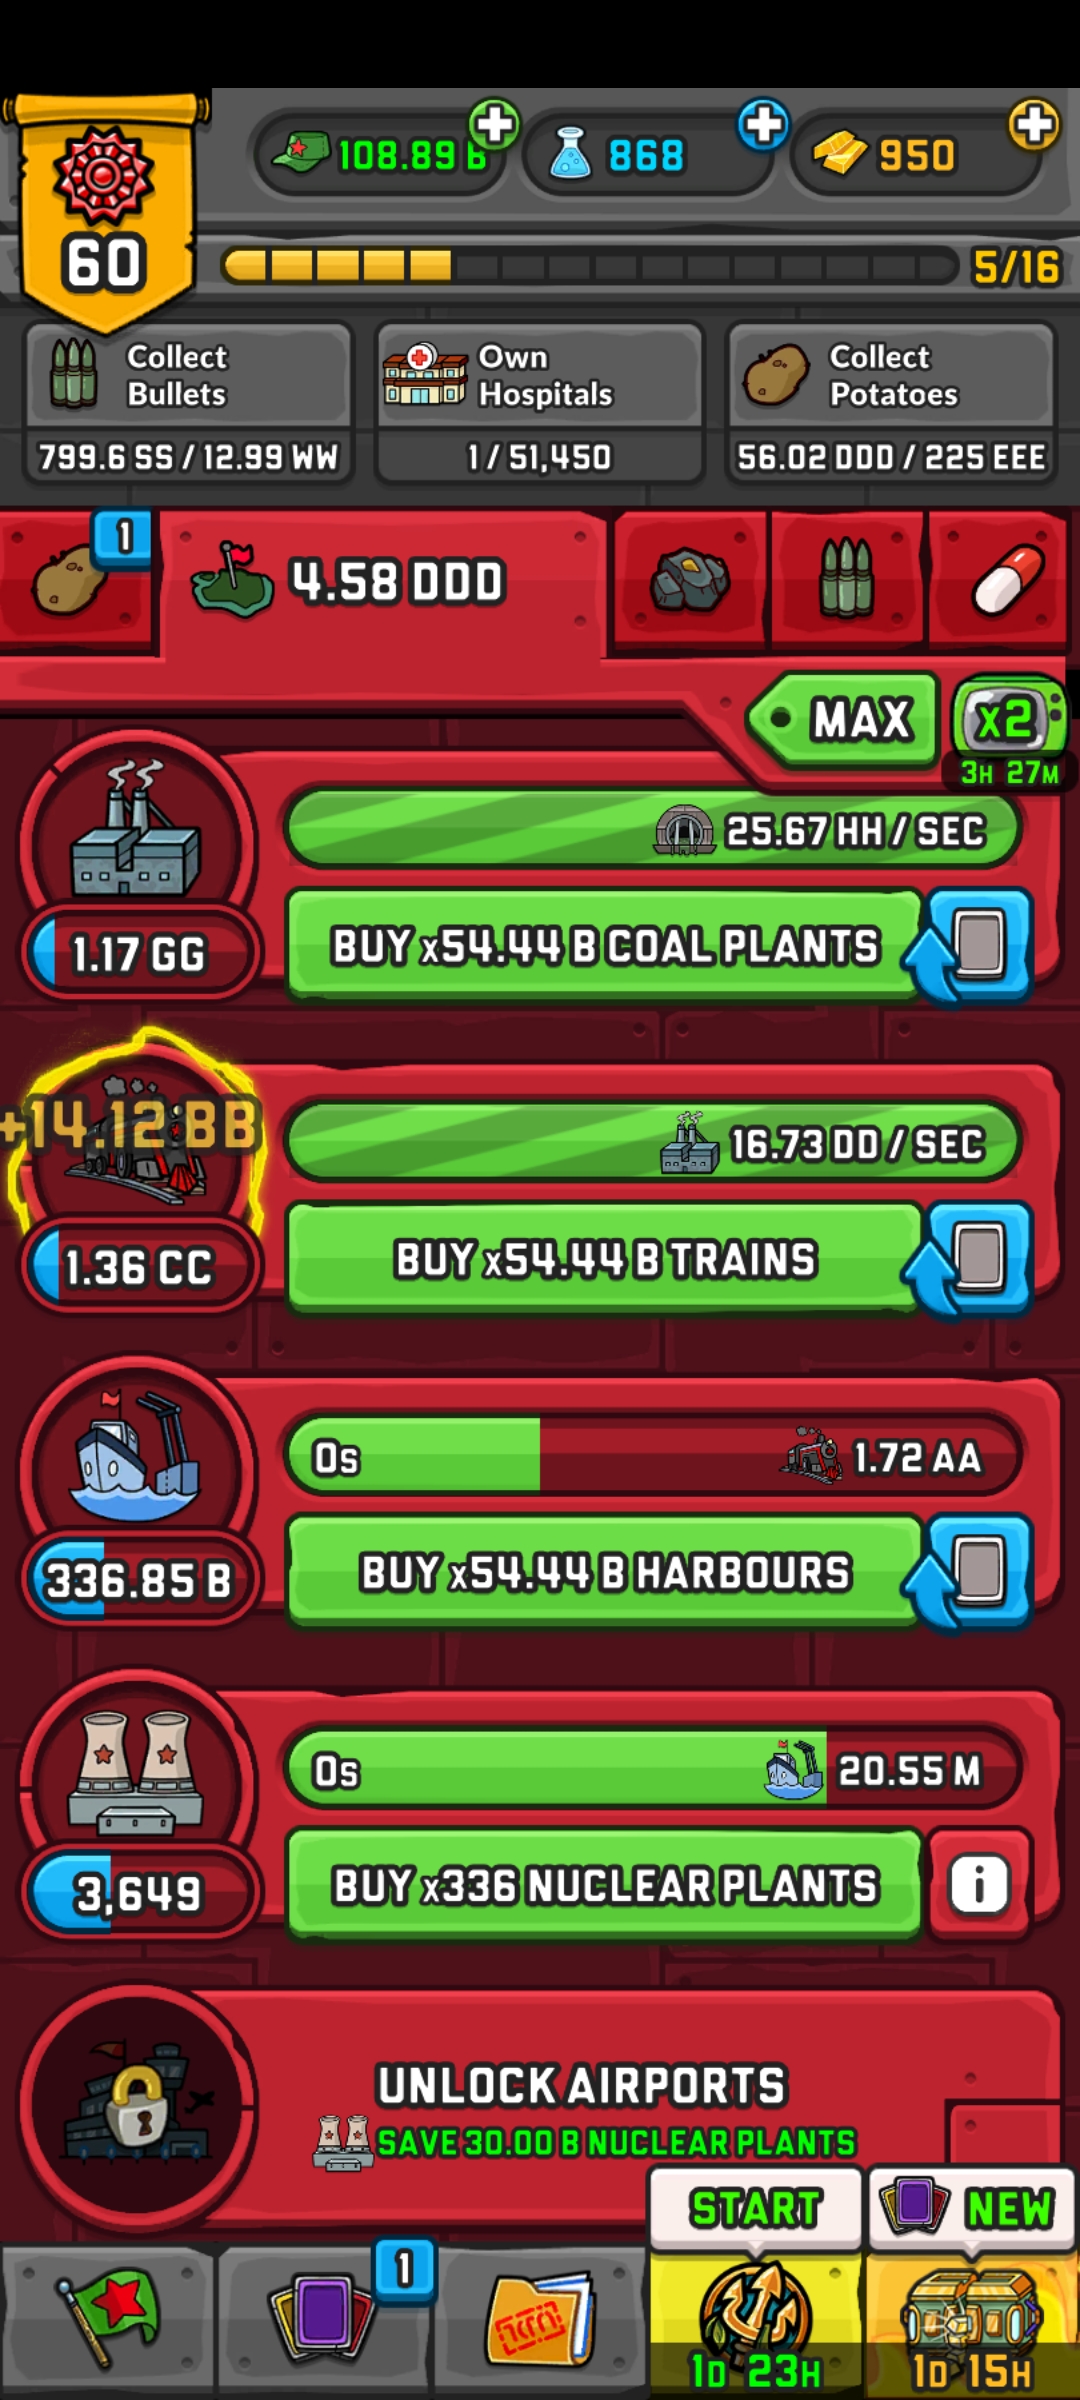 108.89 B
868
950
60
5/16
Collect
Bullets
799.6 SS / 12.99 WW
Own
Hospitals
1 / 51,450
Collect
Potatoes
56.02 DDD / 225 EEE
1
4.58 DDD
MAX
x2
3H 27M
25.67 HH / SEC
1.17 GG
BUY x54.44 B COAL PLANTS
+14.12 BB
16.73 DD / SEC
1.36 CC
BUY x54.44 B TRAINS
0s
1.72 AA
336.85 B
BUY x54.44 B HARBOURS
0s
20.55 M
3,649
BUY x336 NUCLEAR PLANTS
i
UNLOCK AIRPORTS
SAVE 30.00 B NUCLEAR PLANTS
START
NEW
1
1D 23H
1D 15H